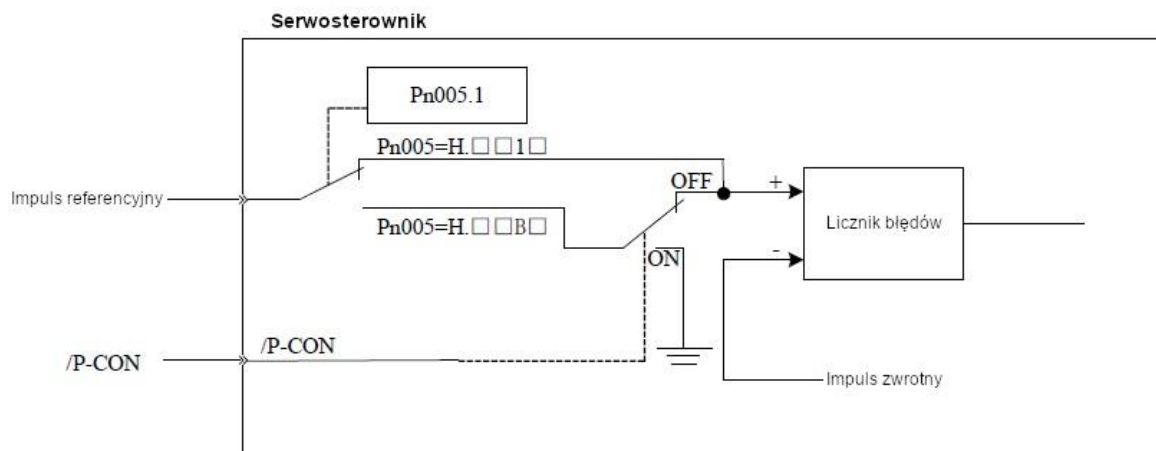 Serwosterownik
Pn005.1
Pn005=H.□□1□
Impuls referencyjny
OFF
+
Licznik błędów
Pn005=H.□□B□
ON
-
/P-CON
/P-CON
Impuls zwrotny